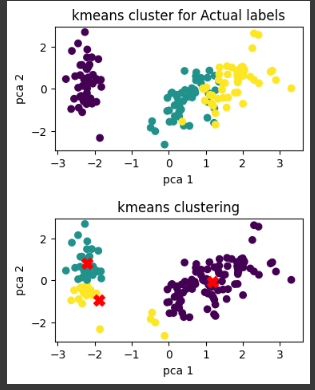 kmeans cluster for Actual labels
2
0
−2
pca 2
−3 −2 −1 0 1 2 3
pca 1
kmeans clustering
2
0
−2
pca 2
−3 −2 −1 0 1 2 3
pca 1